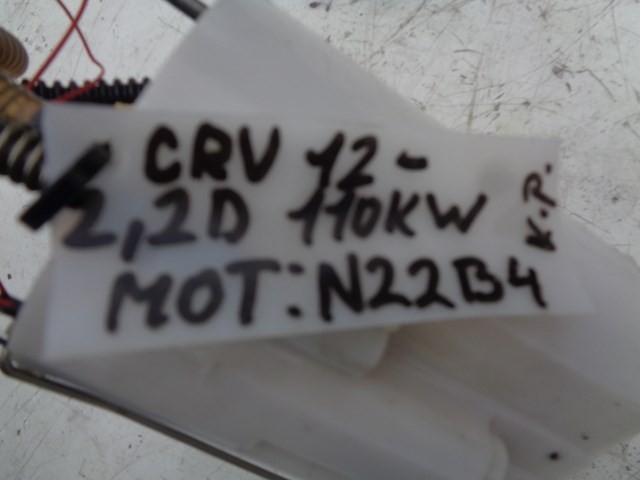 CRV 12-
2,2D 110KW
MOT:N22B4
K.P.